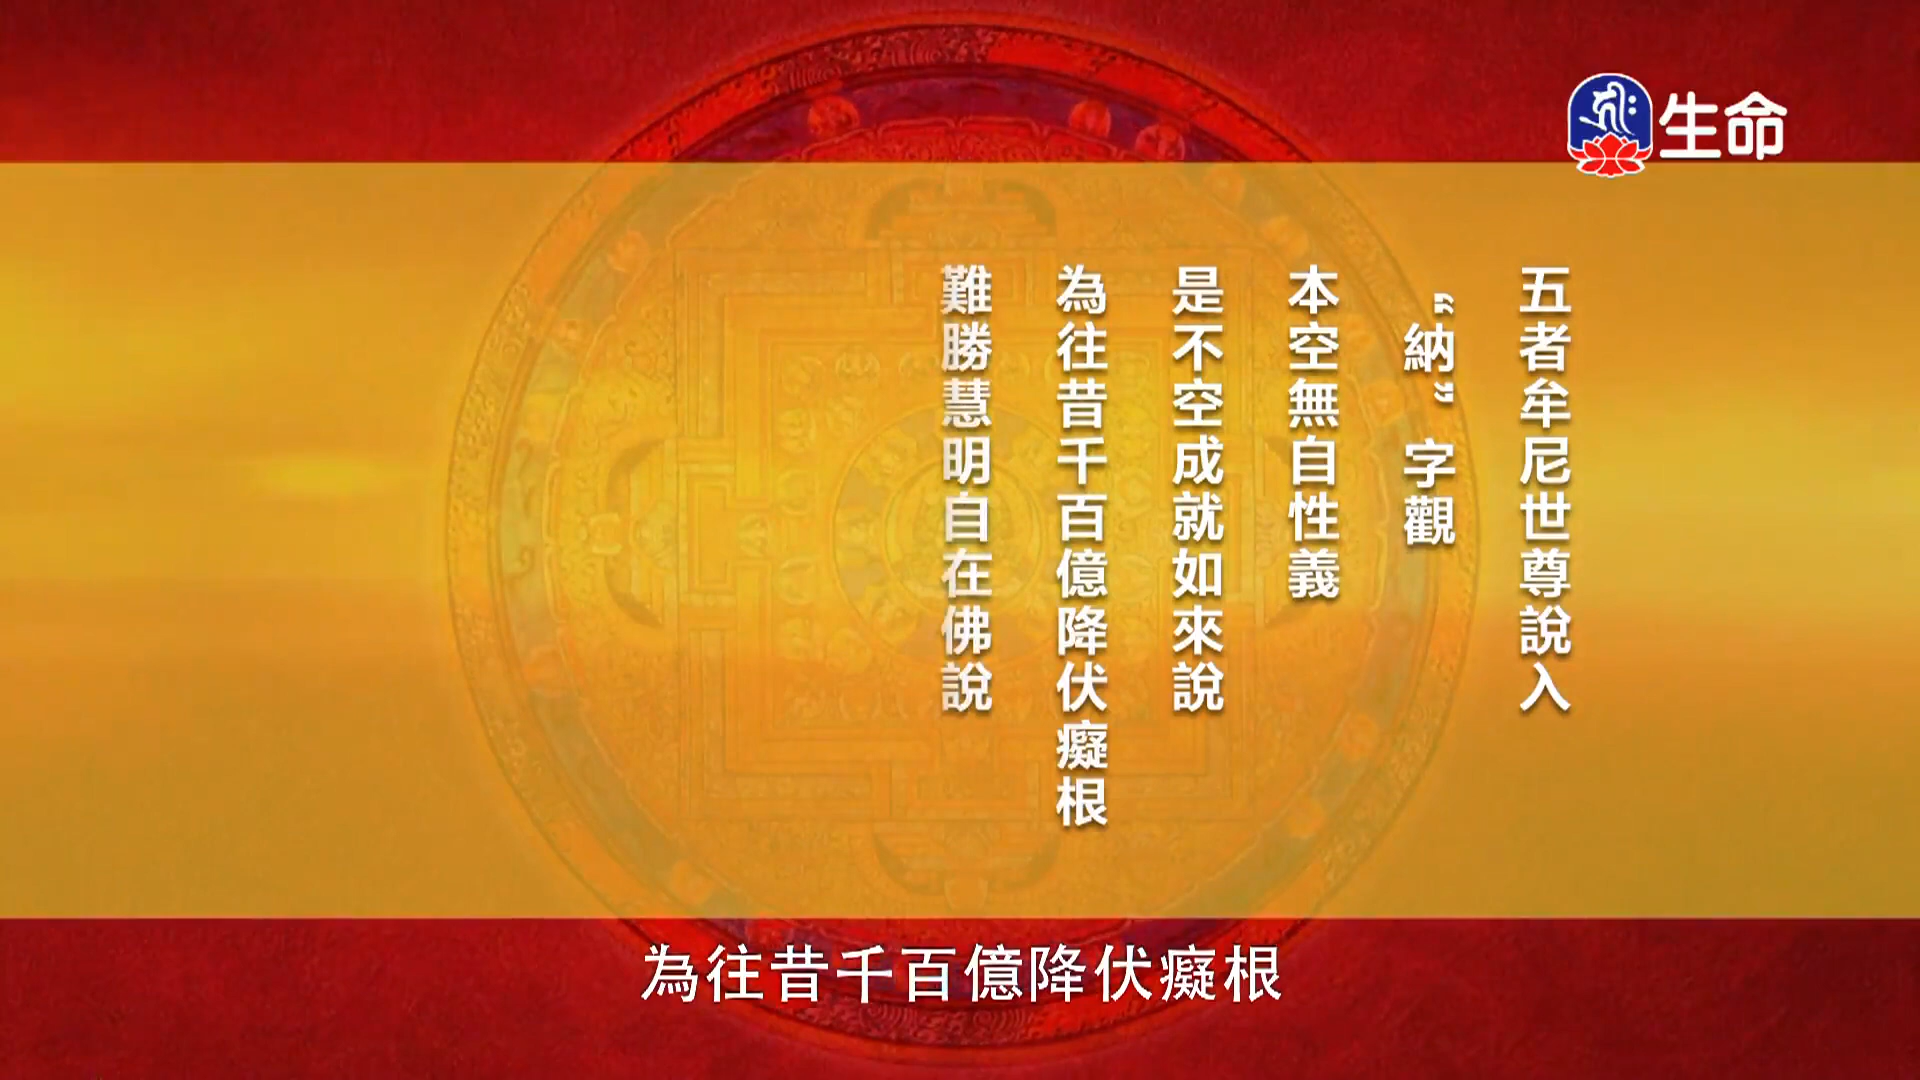 生命
五者牟尼世尊說入
“納”字觀
本空無自性義
是不空成就如來說
為往昔千百億降伏癡根
難勝慧明自在佛說
為往昔千百億降伏癡根